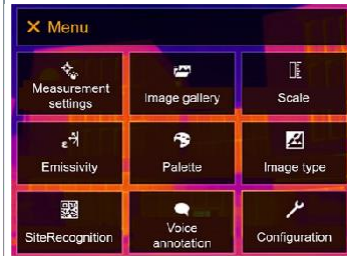 Menu
Measurement
settings
Image gallery
Scale
Emissivity
Palette
Image type
SiteRecognition
Voice
annotation
Configuration